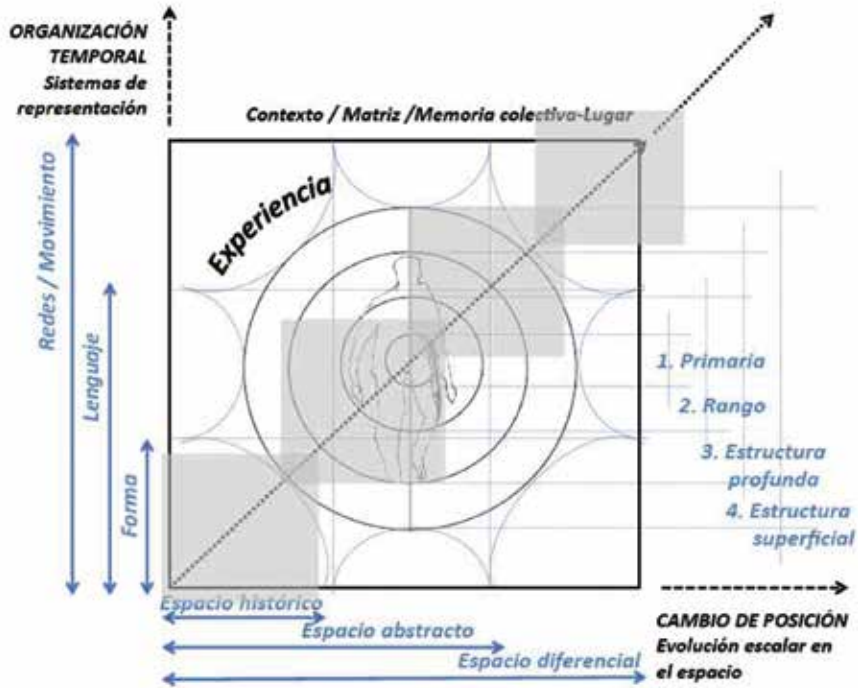 ORGANIZACIÓN
TEMPORAL
Sistemas de
representación
Contexto / Matriz /Memoria colectiva-Lugar
Experiencia
Redes / Movimiento
Lenguaje
Forma
1. Primaria
2. Rango
3. Estructura
profunda
4. Estructura
superficial
Espacio histórico
Espacio abstracto
Espacio diferencial
CAMBIO DE POSICIÓN
Evolución escalar en
el espacio